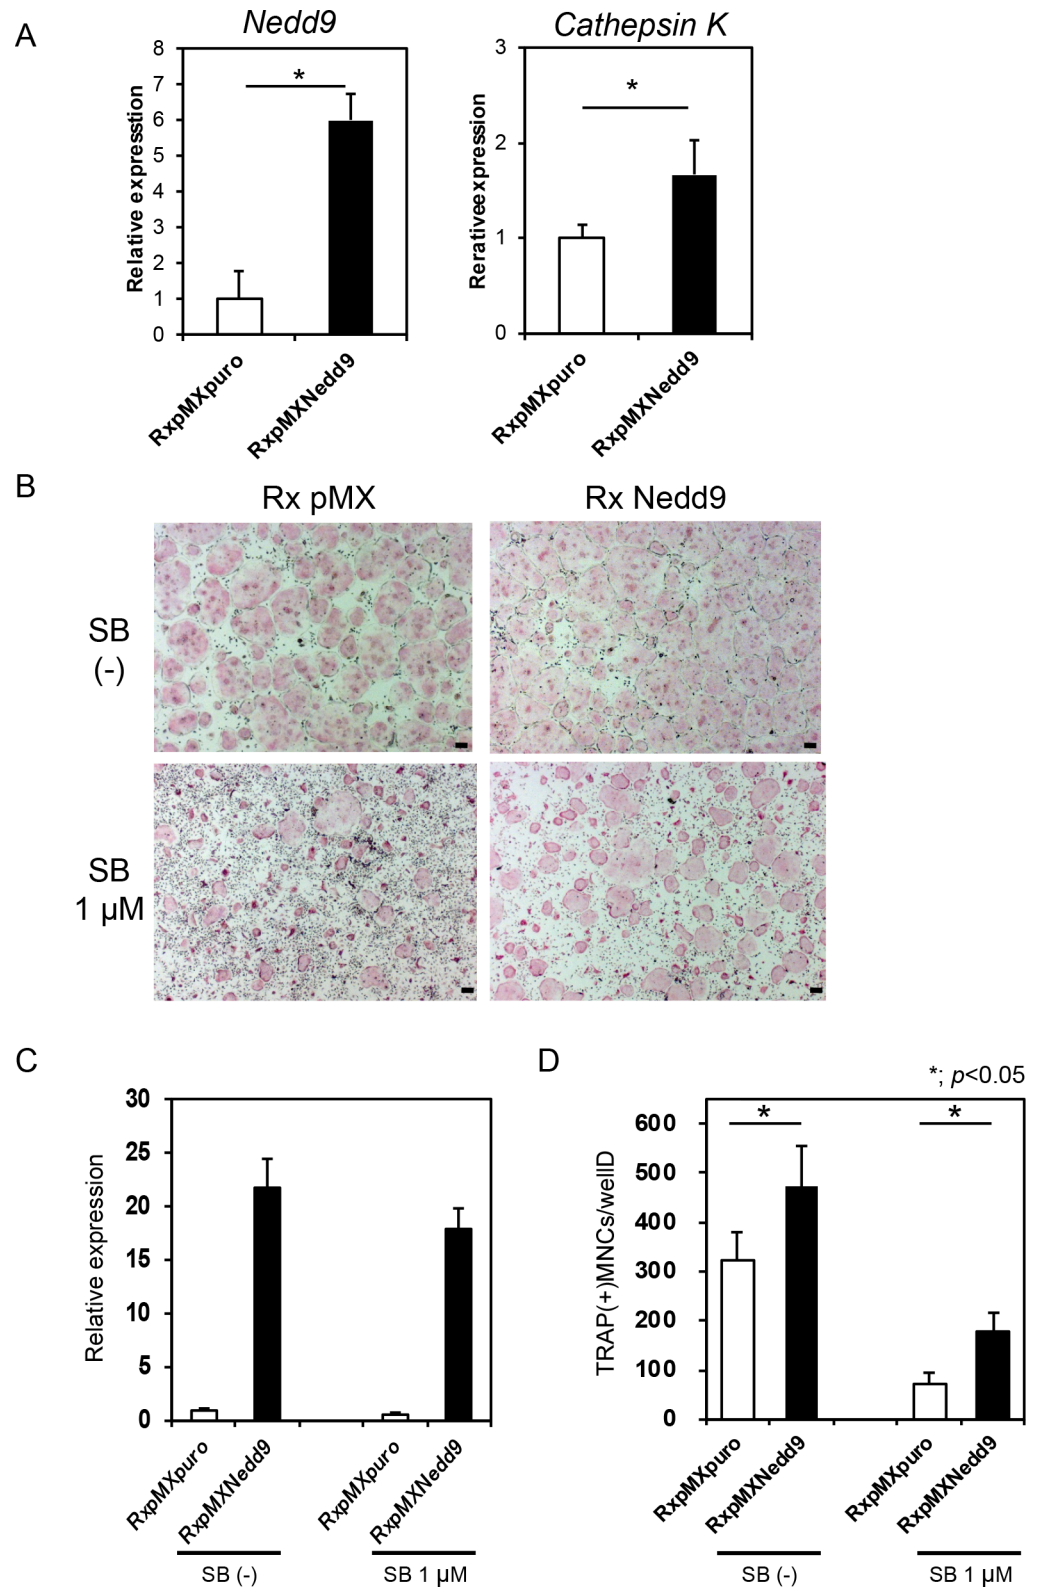 A
Nedd9
Cathepsin K
8
7
6
5
4
3
2
1
0
Relative expresstion
*
RxpMXpuro
RxpMXNedd9
3
2
1
0
Rerativeexpression
*
RxpMXpuro
RxpMXNedd9
B
Rx pMX
Rx Nedd9
SB
(-)
SB
1 µM
C
30
25
20
15
10
5
0
Relative expression
RxpMXpuro
RxpMXNedd9
RxpMXpuro
RxpMXNedd9
SB (-)
SB 1 µM
D
*; p<0.05
600
500
400
300
200
100
0
TRAP(+)MNCs/wellD
*
*
RxpMXpuro
RxpMXNedd9
RxpMXpuro
RxpMXNedd9
SB (-)
SB 1 µM